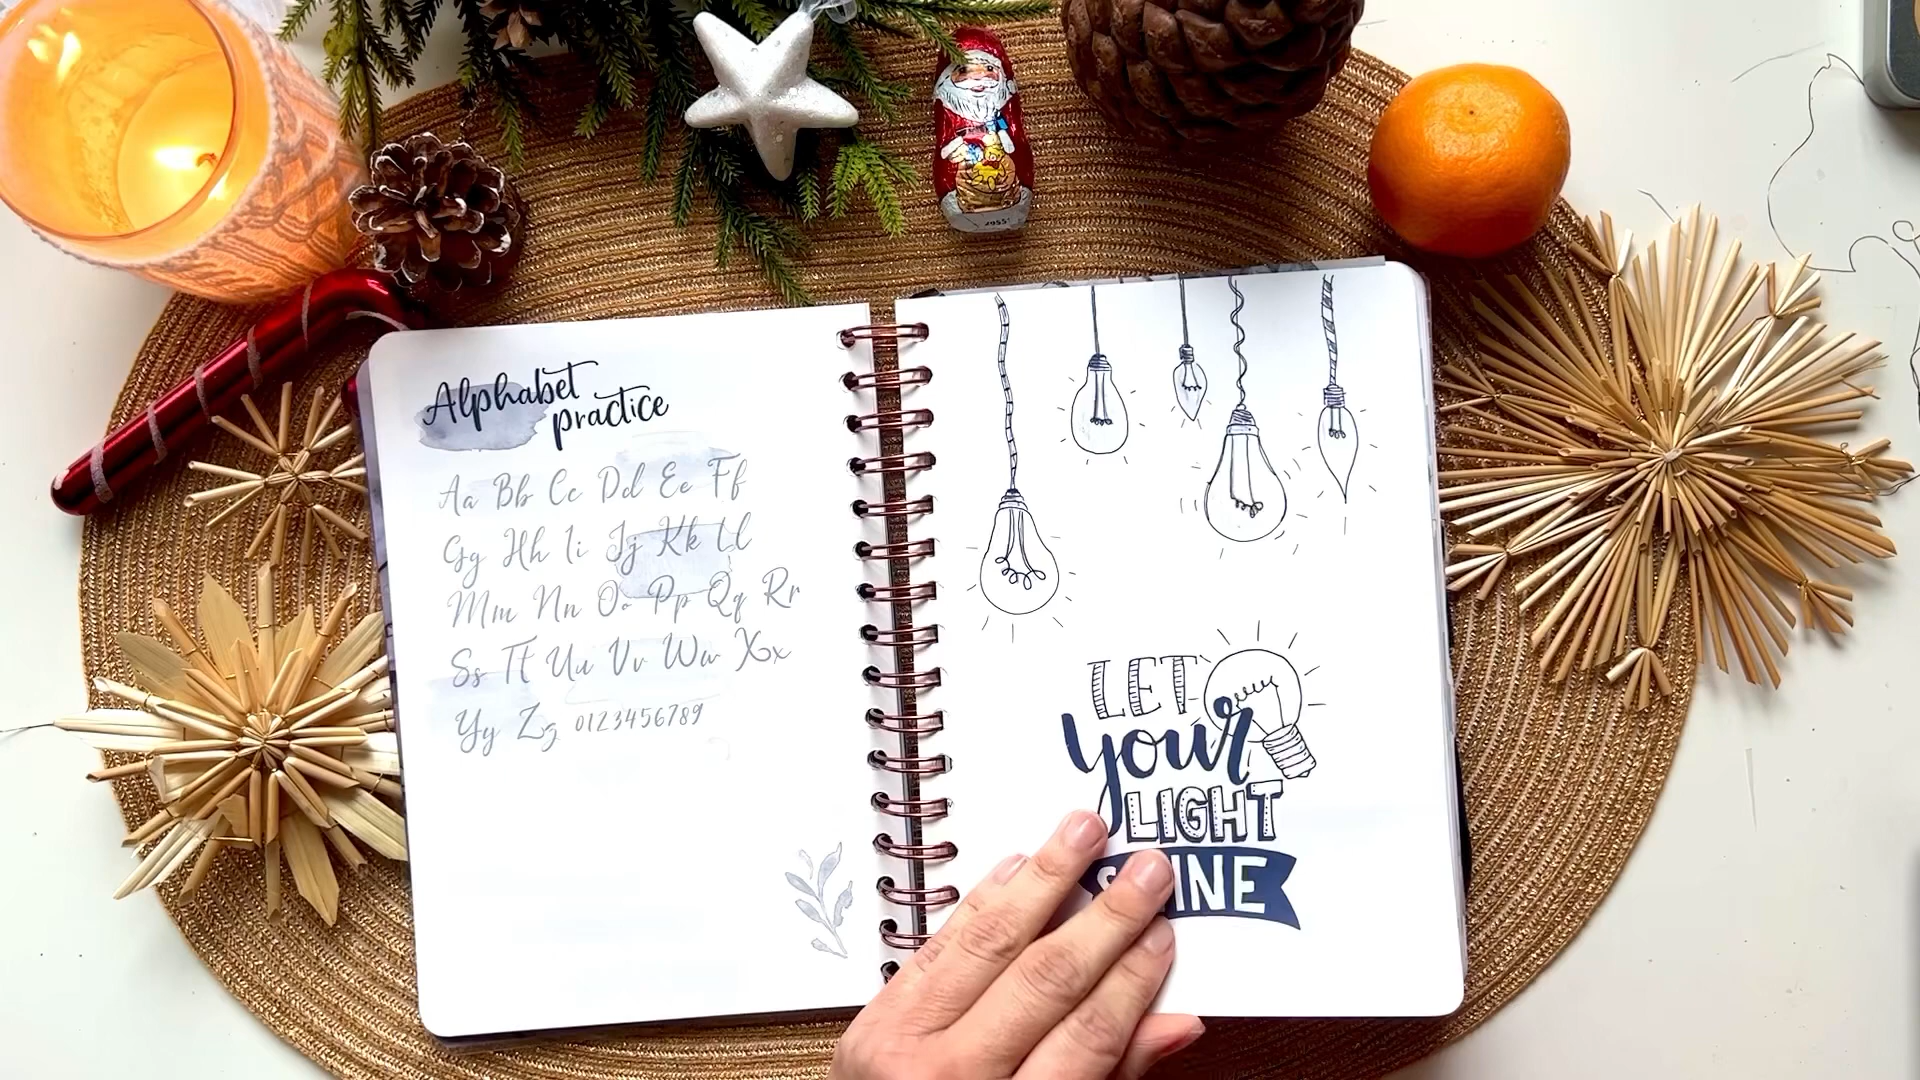 Alphabet
practice
Aa Bb Cc Dd Ee Ff
Gg Hh Ii Jj Kk Ll
Mm Nn Oo Pp Qq Rr
Ss Tt Uu Vv Ww Xx
Yy Zz 0123456789
LET
your
LIGHT